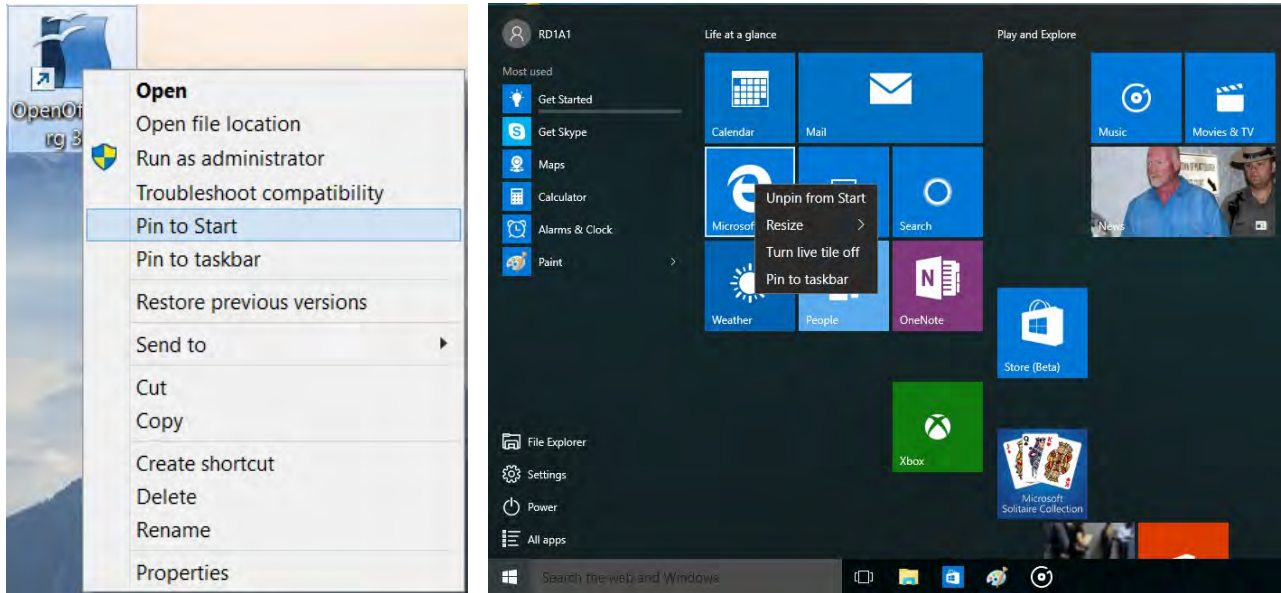 OpenOf
rg 3
Open
Open file location
Run as administrator
Troubleshoot compatibility
Pin to Start
Pin to taskbar
Restore previous versions
Send to
Cut
Copy
Create shortcut
Delete
Rename
Properties
RD1A1
Most used
Get Started
Get Skype
Maps
Calculator
Alarms & Clock
Paint
File Explorer
Settings
Power
All apps
Search the web and Windows
Life at a glance
Calendar
Mail
Microsof
Search
Weather
People
OneNote
Xbox
Unpin from Start
Resize
Turn live tile off
Pin to taskbar
Play and Explore
Music
Movies & TV
News
Store (Beta)
Microsoft
Solitaire Collection